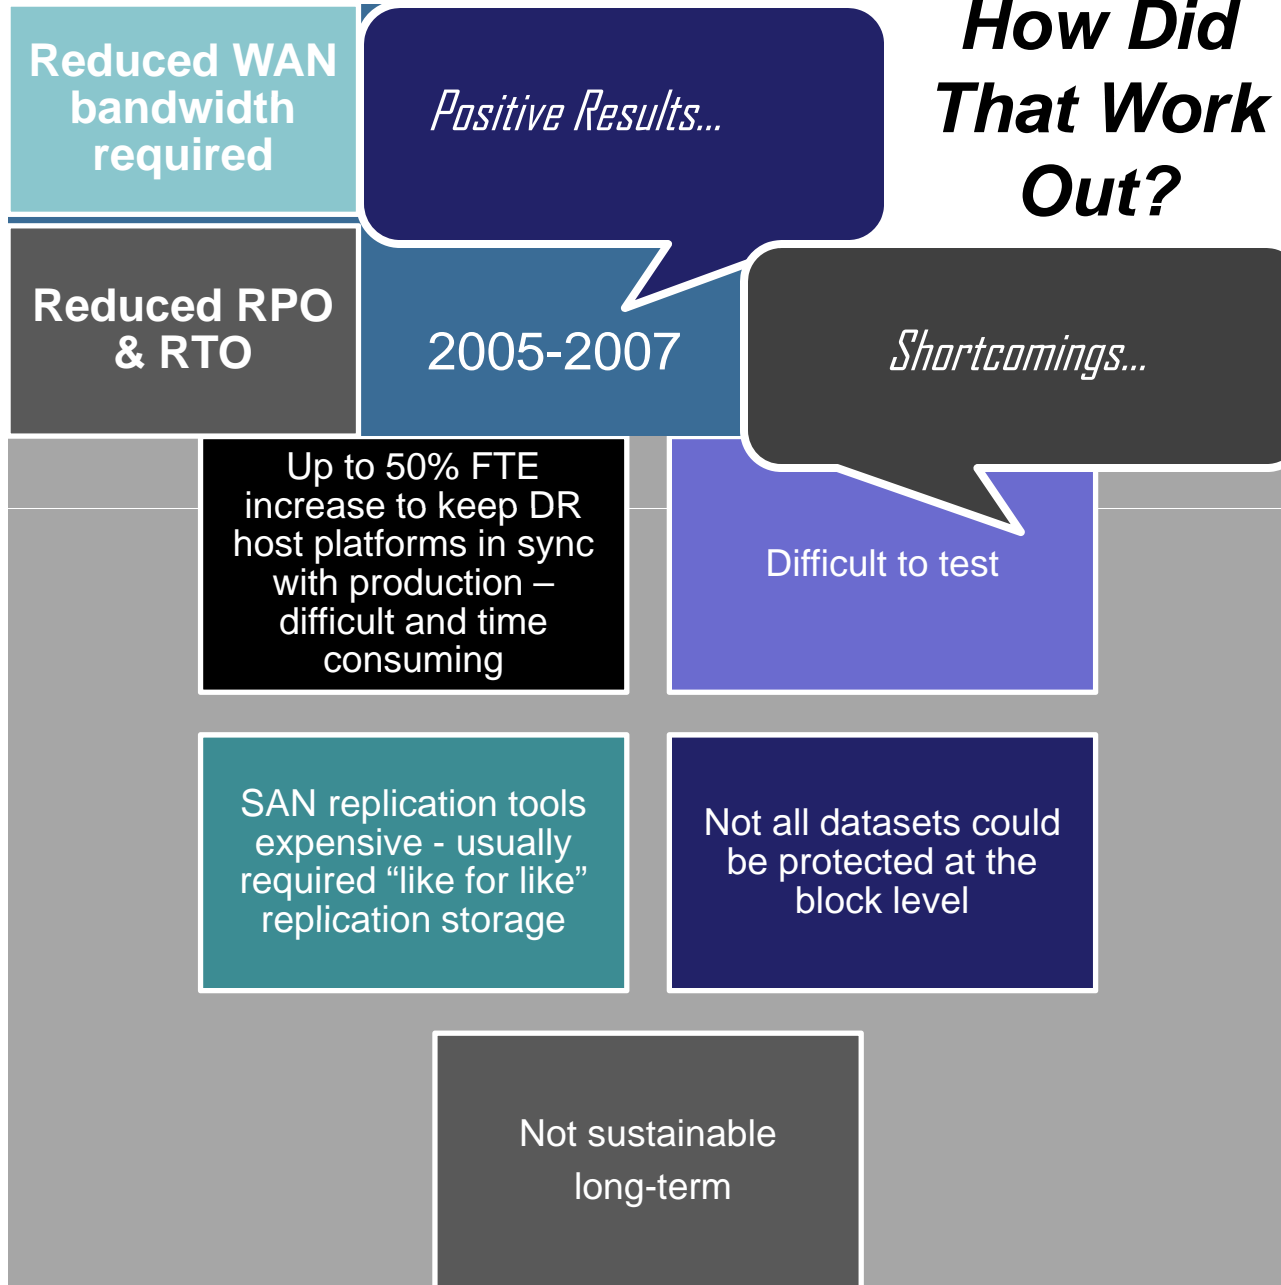 How Did
That Work
Out?
Reduced WAN
bandwidth
required
Positive Results...
Reduced RPO
& RTO
2005-2007
Shortcomings...
Up to 50% FTE
increase to keep DR
host platforms in sync
with production –
difficult and time
consuming
Difficult to test
SAN replication tools
expensive - usually
required “like for like”
replication storage
Not all datasets could
be protected at the
block level
Not sustainable
long-term